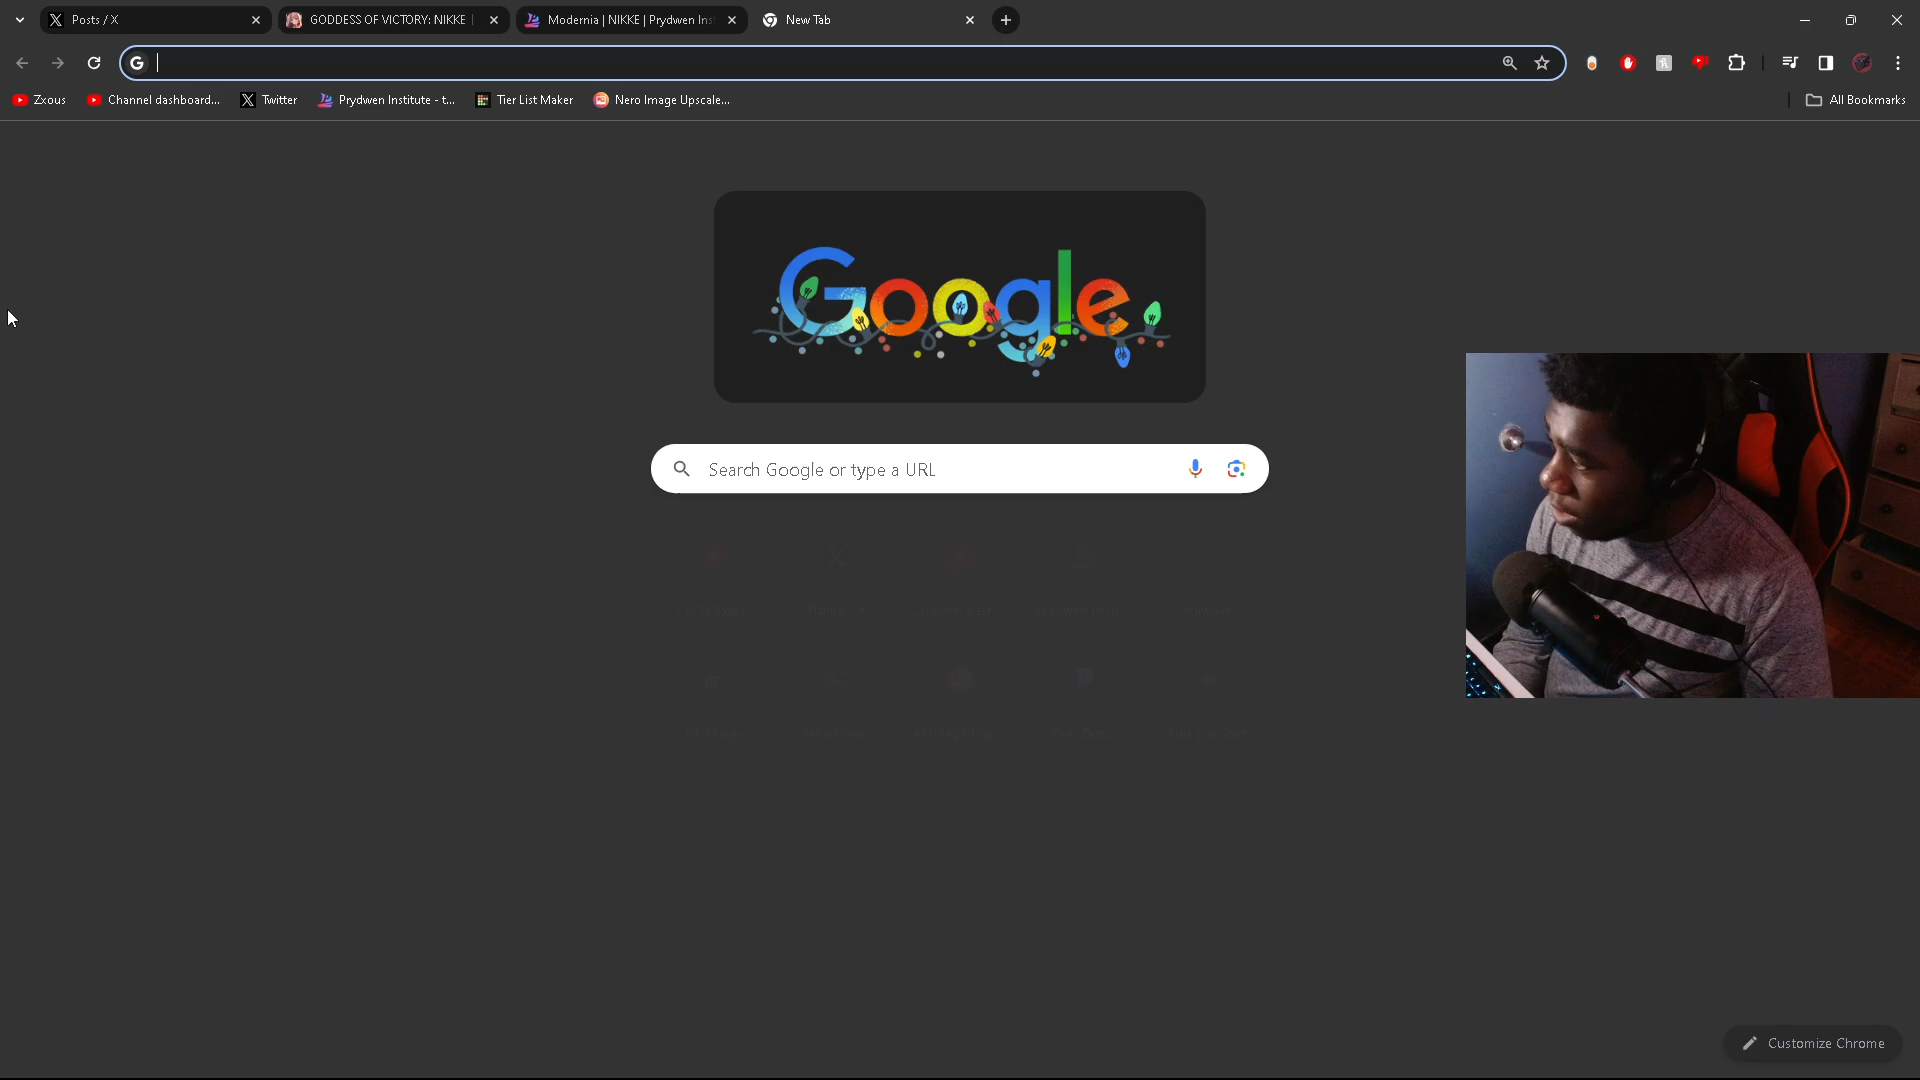 Posts / X
GODDESS OF VICTORY: NIKKE |
Modernia | NIKKE | Prydwen Ins
New Tab
Zxous
Channel dashboard...
Twitter
Prydwen Institute - t...
Tier List Maker
Nero Image Upscale...
All Bookmarks
Google
Search Google or type a URL
Customize Chrome